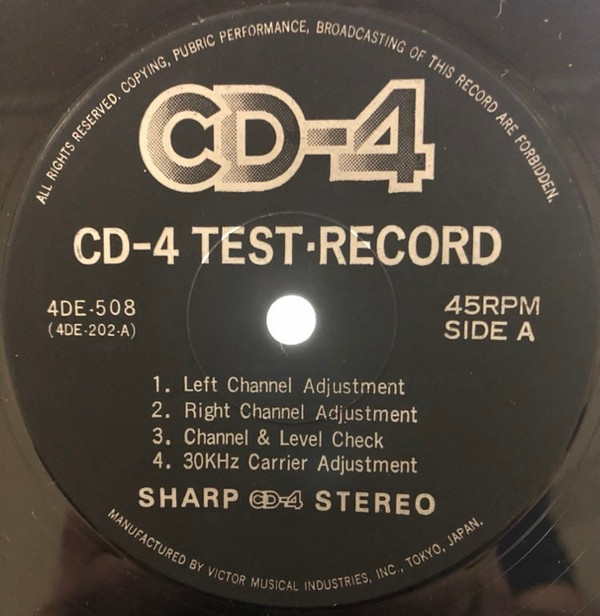 ALL RIGHTS RESERVED. COPYING, PUBRIC PERFORMANCE, BROADCASTING OF THIS RECORD ARE FORBIDDEN.
CD-4
CD-4 TEST·RECORD
4DE-508
(4DE-202-A)
45RPM
SIDE A
1. Left Channel Adjustment
2. Right Channel Adjustment
3. Channel & Level Check
4. 30KHz Carrier Adjustment
SHARP CD-4 STEREO
MANUFACTURED BY VICTOR MUSICAL INDUSTRIES, INC., TOKYO, JAPAN.